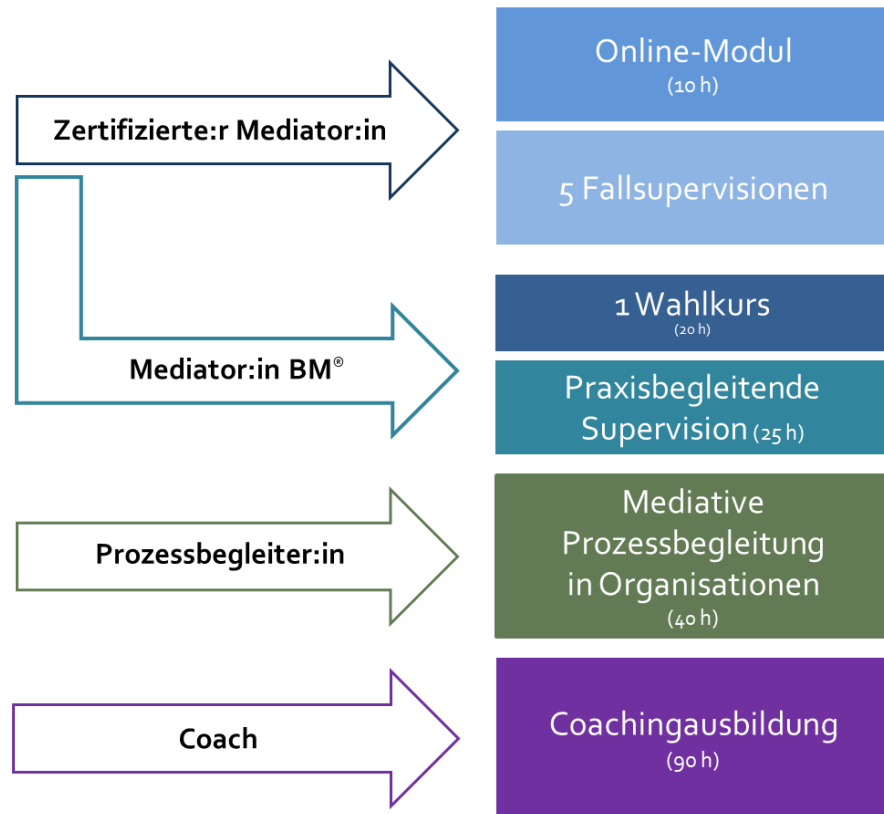 Online-Modul
(10 h)
Zertifizierte:r Mediator:in
5 Fallsupervisionen
1 Wahlkurs
(20 h)
Mediator:in BM®
Praxisbegleitende
Supervision (25 h)
Prozessbegleiter:in
Mediative
Prozessbegleitung
in Organisationen
(40 h)
Coach
Coachingausbildung
(90 h)